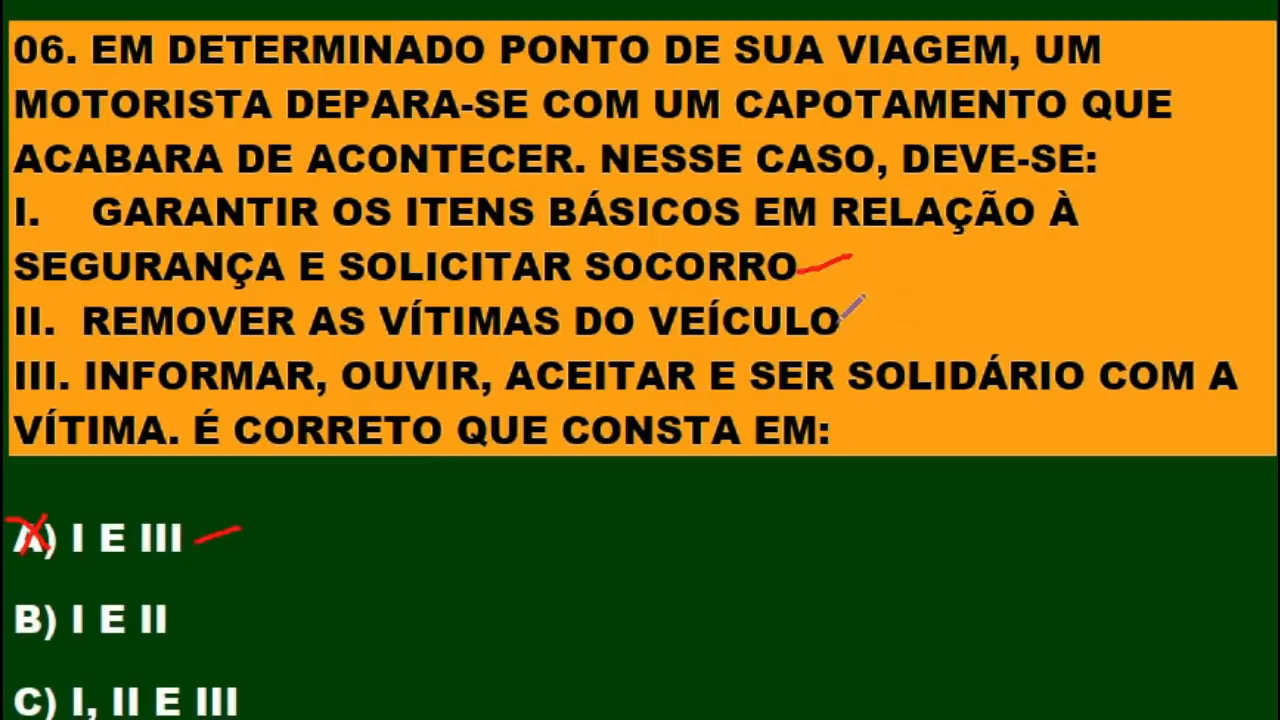 06. EM DETERMINADO PONTO DE SUA VIAGEM, UM
MOTORISTA DEPARA-SE COM UM CAPOTAMENTO QUE
ACABARA DE ACONTECER. NESSE CASO, DEVE-SE:
I. GARANTIR OS ITENS BÁSICOS EM RELAÇÃO À
SEGURANÇA E SOLICITAR SOCORRO
II. REMOVER AS VÍTIMAS DO VEÍCULO
III. INFORMAR, OUVIR, ACEITAR E SER SOLIDÁRIO COM A
VÍTIMA. É CORRETO QUE CONSTA EM:
A) I E III
B) I E II
C) I, II E III